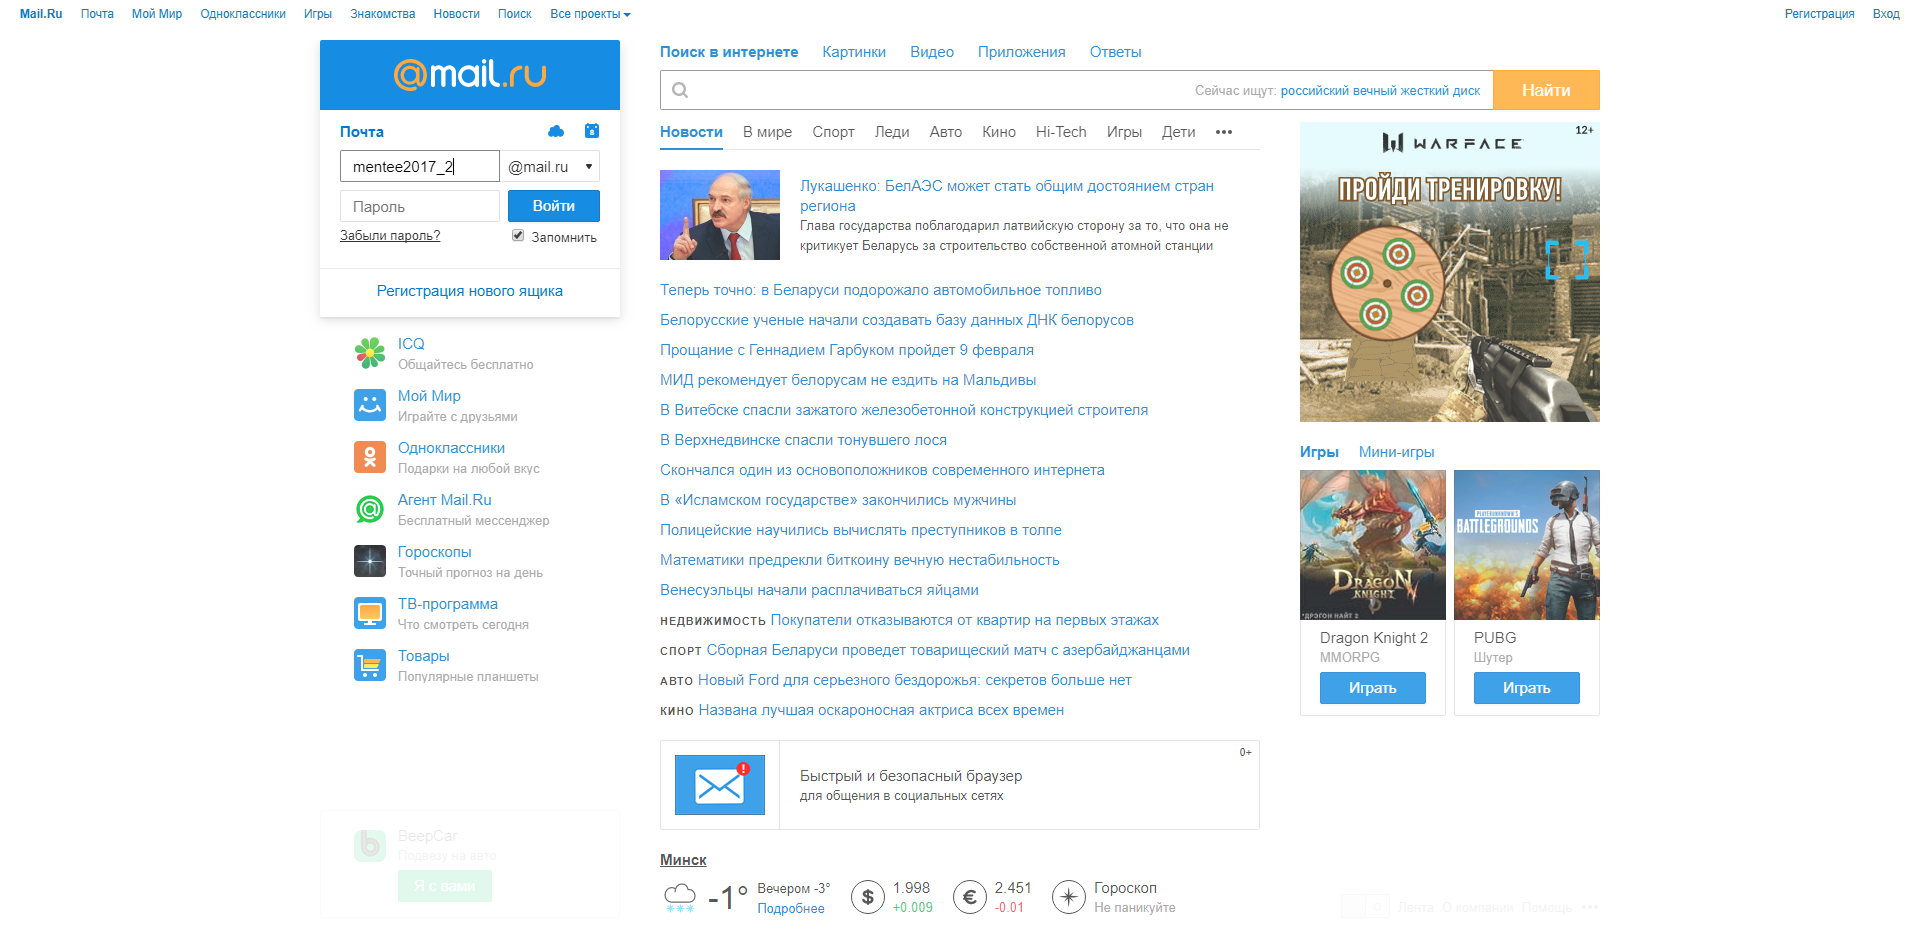 Mail.Ru Почта Мой Мир Одноклассники Игры Знакомства Новости Поиск Все проекты
Регистрация Вход
@mail.ru
Почта
mentee2017_2 @mail.ru
Пароль Войти
Забыли пароль? Запомнить
Регистрация нового ящика
ICQ
Общайтесь бесплатно
Мой Мир
Играйте с друзьями
Одноклассники
Подарки на любой вкус
Агент Mail.Ru
Бесплатный мессенджер
Гороскопы
Точный прогноз на день
ТВ-программа
Что смотреть сегодня
Товары
Популярные планшеты
BeepCar
Подвезу на авто
Я с вами
Поиск в интернете Картинки Видео Приложения Ответы
Сейчас ищут: российский вечный жесткий диск Найти
Новости В мире Спорт Леди Авто Кино Hi-Tech Игры Дети •••
Лукашенко: БелАЭС может стать общим достоянием стран
региона
Глава государства поблагодарил латвийскую сторону за то, что она не
критикует Беларусь за строительство собственной атомной станции
Теперь точно: в Беларуси подорожало автомобильное топливо
Белорусские ученые начали создавать базу данных ДНК белорусов
Прощание с Геннадием Гарбуком пройдет 9 февраля
МИД рекомендует белорусам не ездить на Мальдивы
В Витебске спасли зажатого железобетонной конструкцией строителя
В Верхнедвинске спасли тонувшего лося
Скончался один из основоположников современного интернета
В «Исламском государстве» закончились мужчины
Полицейские научились вычислять преступников в толпе
Математики предрекли биткоину вечную нестабильность
Венесуэльцы начали расплачиваться яйцами
НЕДВИЖИМОСТЬ Покупатели отказываются от квартир на первых этажах
СПОРТ Сборная Беларуси проведет товарищеский матч с азербайджанцами
АВТО Новый Ford для серьезного бездорожья: секретов больше нет
КИНО Названа лучшая оскароносная актриса всех времен
0+
Быстрый и безопасный браузер
для общения в социальных сетях
Минск
-1° Вечером -3°
Подробнее
$ 1.998
+0.009
€ 2.451
-0.01
Гороскоп
Не паникуйте
WARFACE 12+
ПРОЙДИ ТРЕНИРОВКУ!
Игры Мини-игры
DRAGON
KNIGHT
*ДРЭГОН НАЙТ 2
Dragon Knight 2
MMORPG
Играть
PLAYERUNKNOWN'S
BATTLEGROUNDS
PUBG
Шутер
Играть
Лента О компании Помощь •••